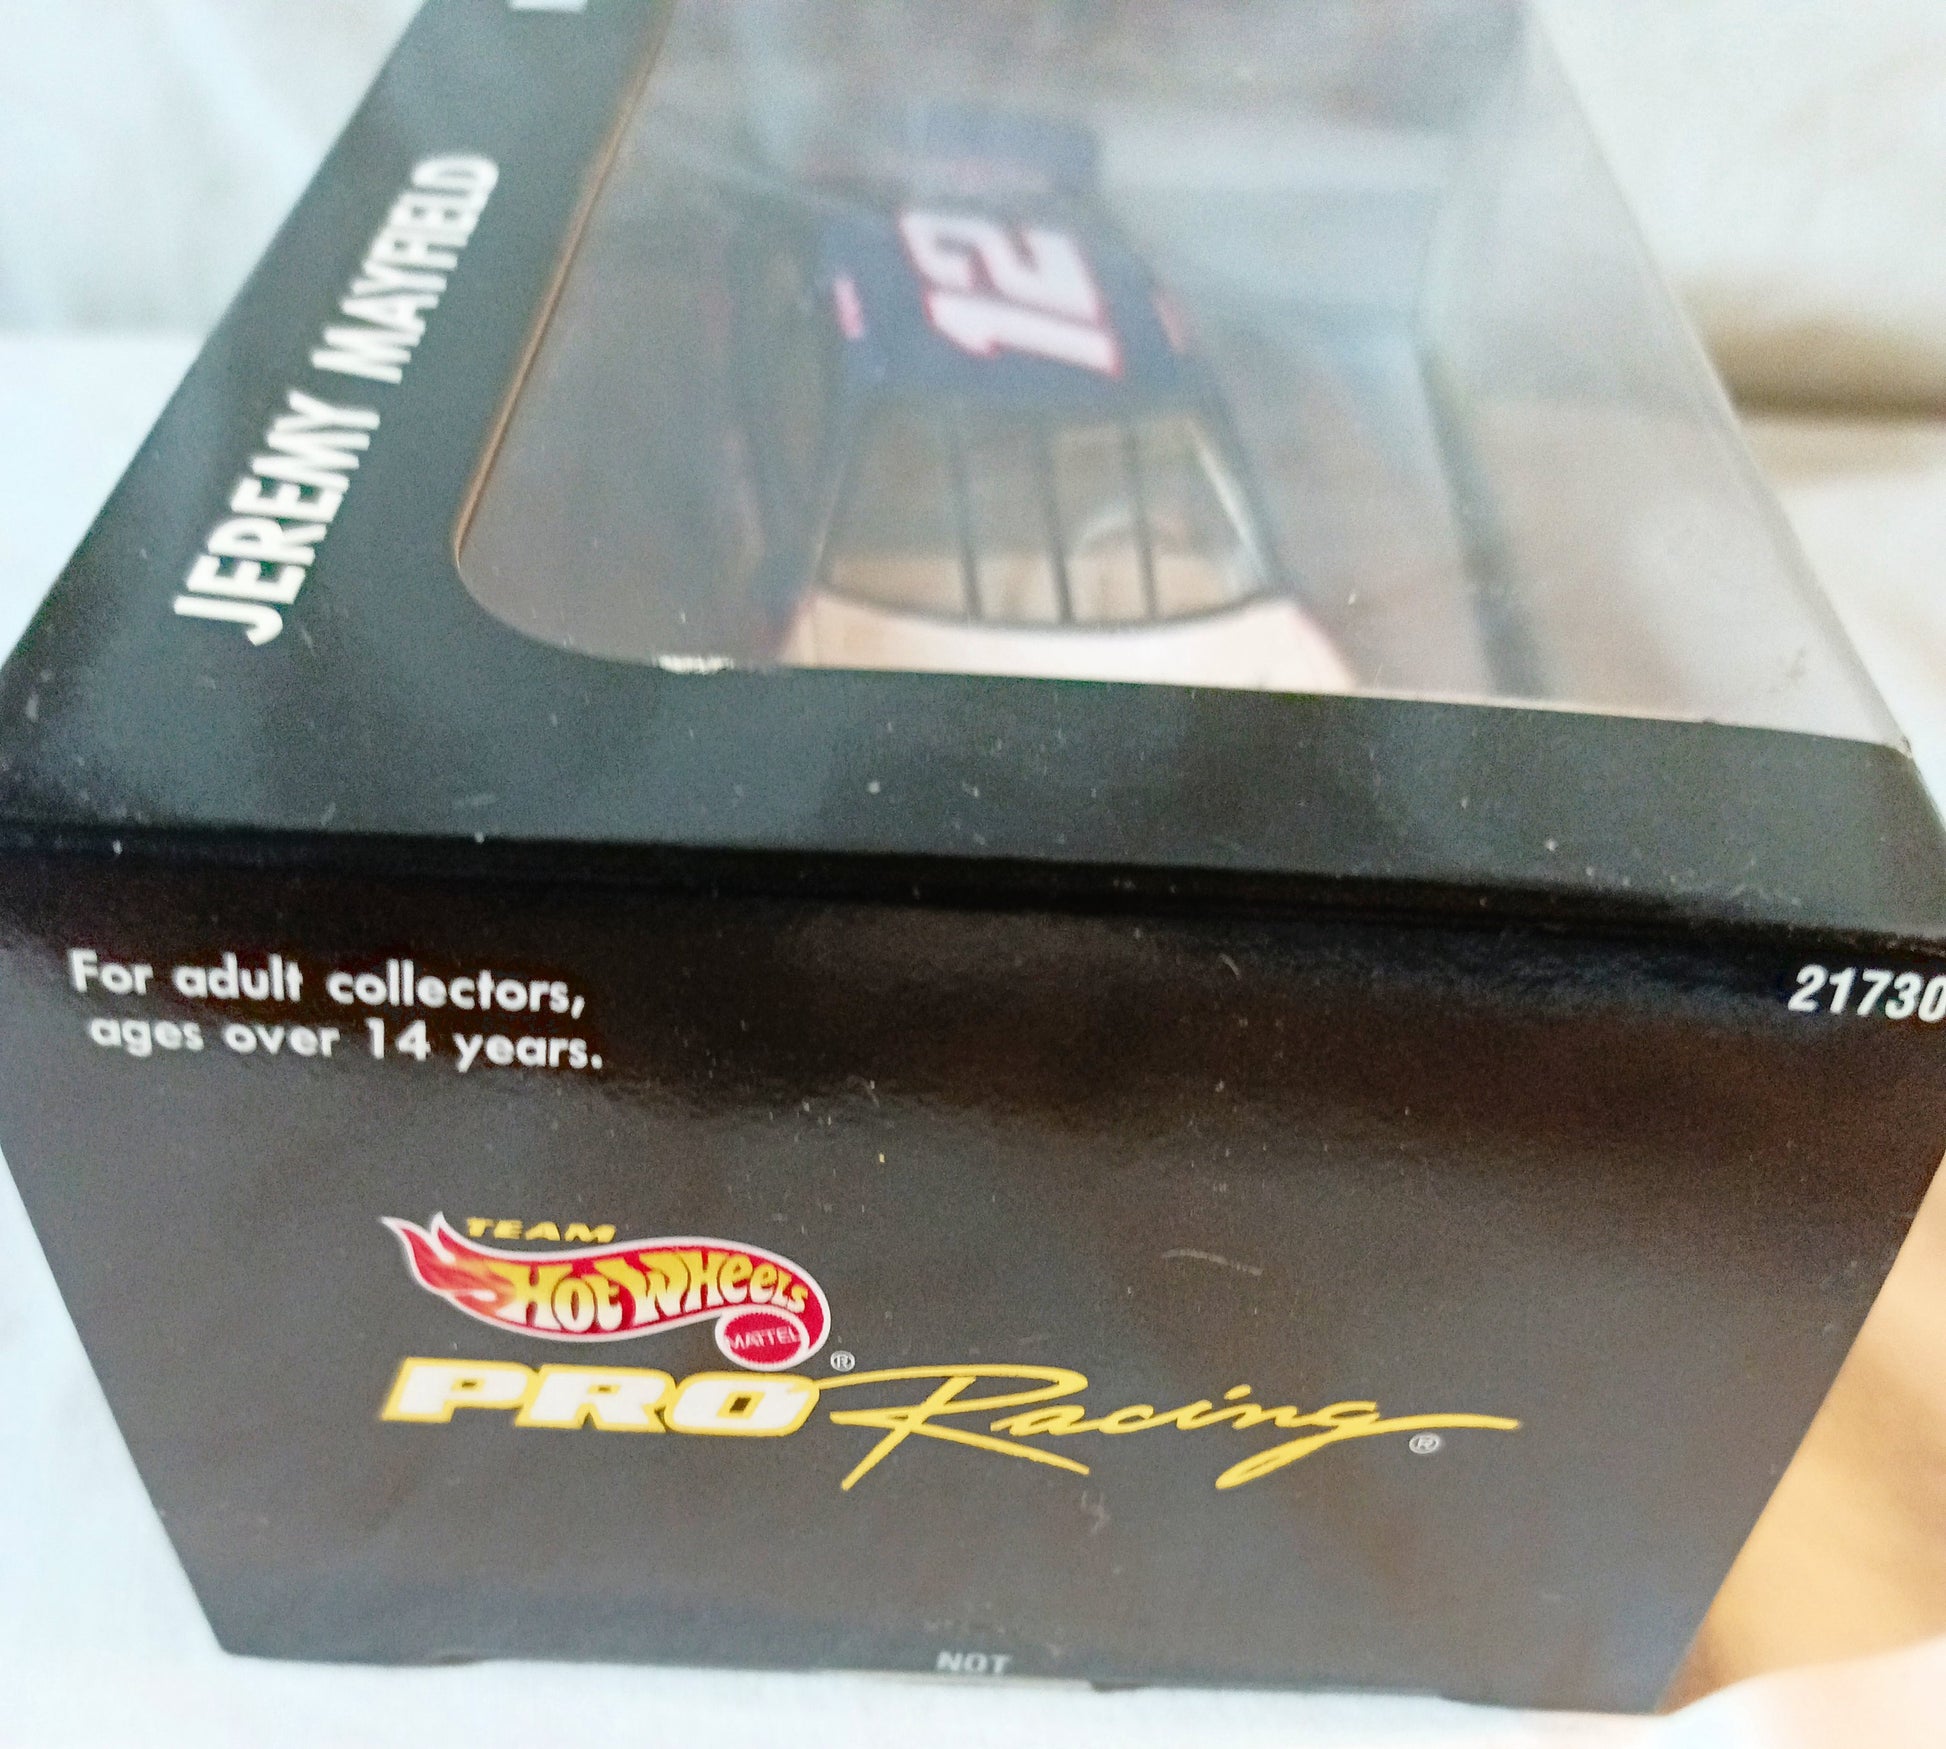 JEREMY MAYFIELD
12
For adult collectors,
ages over 14 years.
21730
TEAM
HOT WHEELS
MATTEL
®
PRO Racing
®
NOT